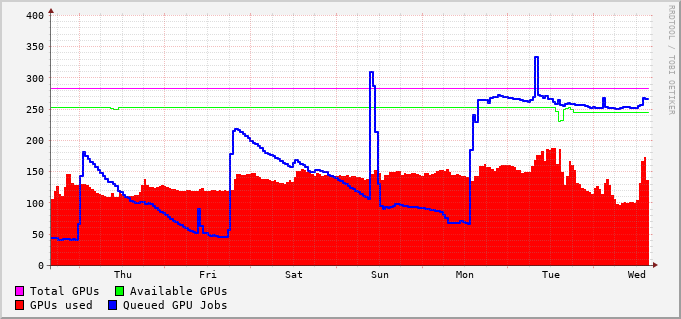 400
350
300
250
200
150
100
50
0
Thu Fri Sat Sun Mon Tue Wed
Total GPUs Available GPUs
GPUs used Queued GPU Jobs
RRDTOOL / TOBI OETIKER